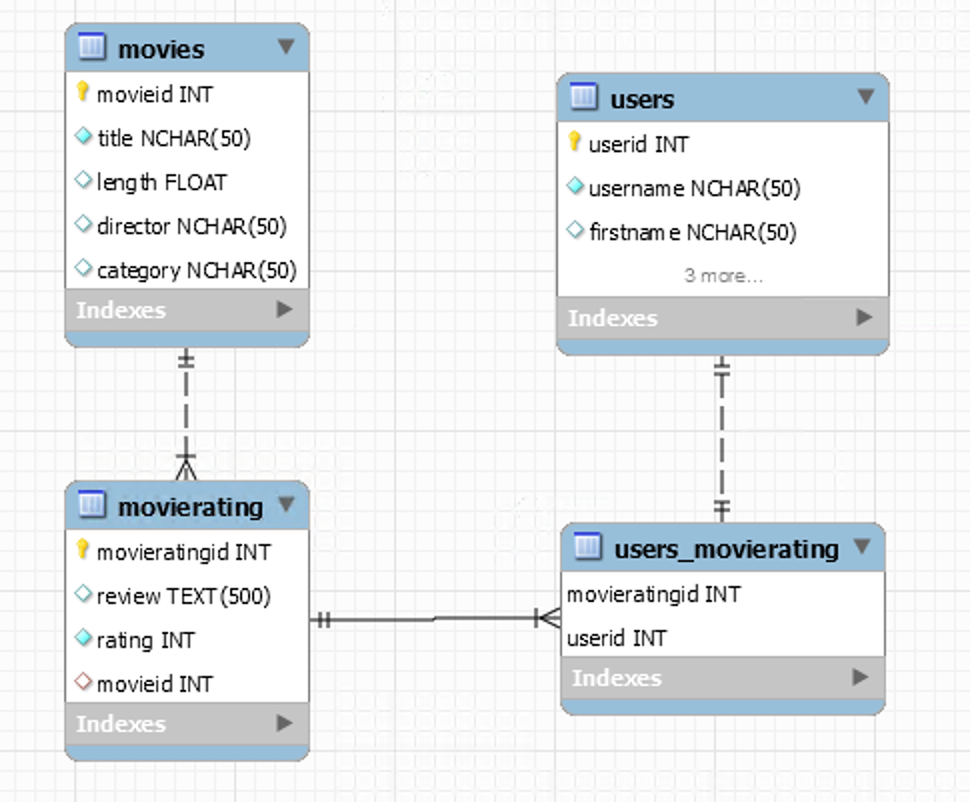 movies
movieid INT
title NCHAR(50)
length FLOAT
director NCHAR(50)
category NCHAR(50)
Indexes
users
userid INT
username NCHAR(50)
firstname NCHAR(50)
3 more...
Indexes
movierating
movieratingid INT
review TEXT(500)
rating INT
movieid INT
Indexes
users_movierating
movieratingid INT
userid INT
Indexes